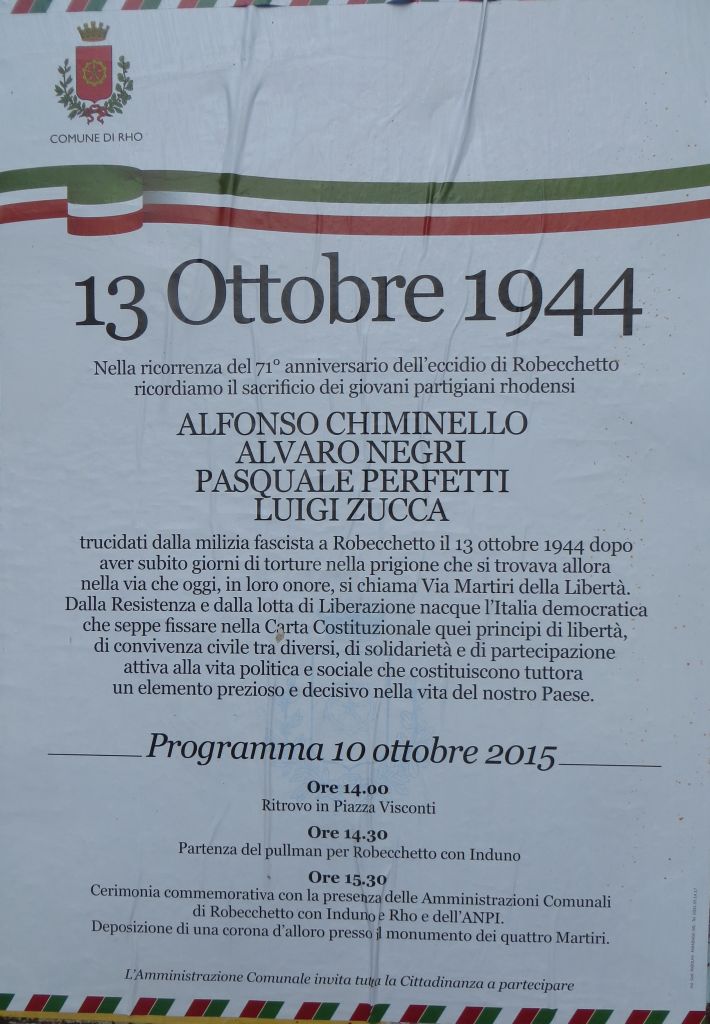 COMUNE DI RHO
13 Ottobre 1944
Nella ricorrenza del 71° anniversario dell'eccidio di Robecchetto
ricordiamo il sacrificio dei giovani partigiani rhodensi
ALFONSO CHIMINELLO
ALVARO NEGRI
PASQUALE PERFETTI
LUIGI ZUCCA
trucidati dalla milizia fascista a Robecchetto il 13 ottobre 1944 dopo
aver subito giorni di torture nella prigione che si trovava allora
nella via che oggi, in loro onore, si chiama Via Martiri della Libertà.
Dalla Resistenza e dalla lotta di Liberazione nacque l'Italia democratica
che seppe fissare nella Carta Costituzionale quei principi di libertà,
di convivenza civile tra diversi, di solidarietà e di partecipazione
attiva alla vita politica e sociale che costituiscono tuttora
un elemento prezioso e decisivo nella vita del nostro Paese.
Programma 10 ottobre 2015
Ore 14.00
Ritrovo in Piazza Visconti
Ore 14.30
Partenza del pullman per Robecchetto con Induno
Ore 15.30
Cerimonia commemorativa con la presenza delle Amministrazioni Comunali
di Robecchetto con Induno e Rho e dell'ANPI.
Deposizione di una corona d'alloro presso il monumento dei quattro Martiri.
L'Amministrazione Comunale invita tutta la Cittadinanza a partecipare